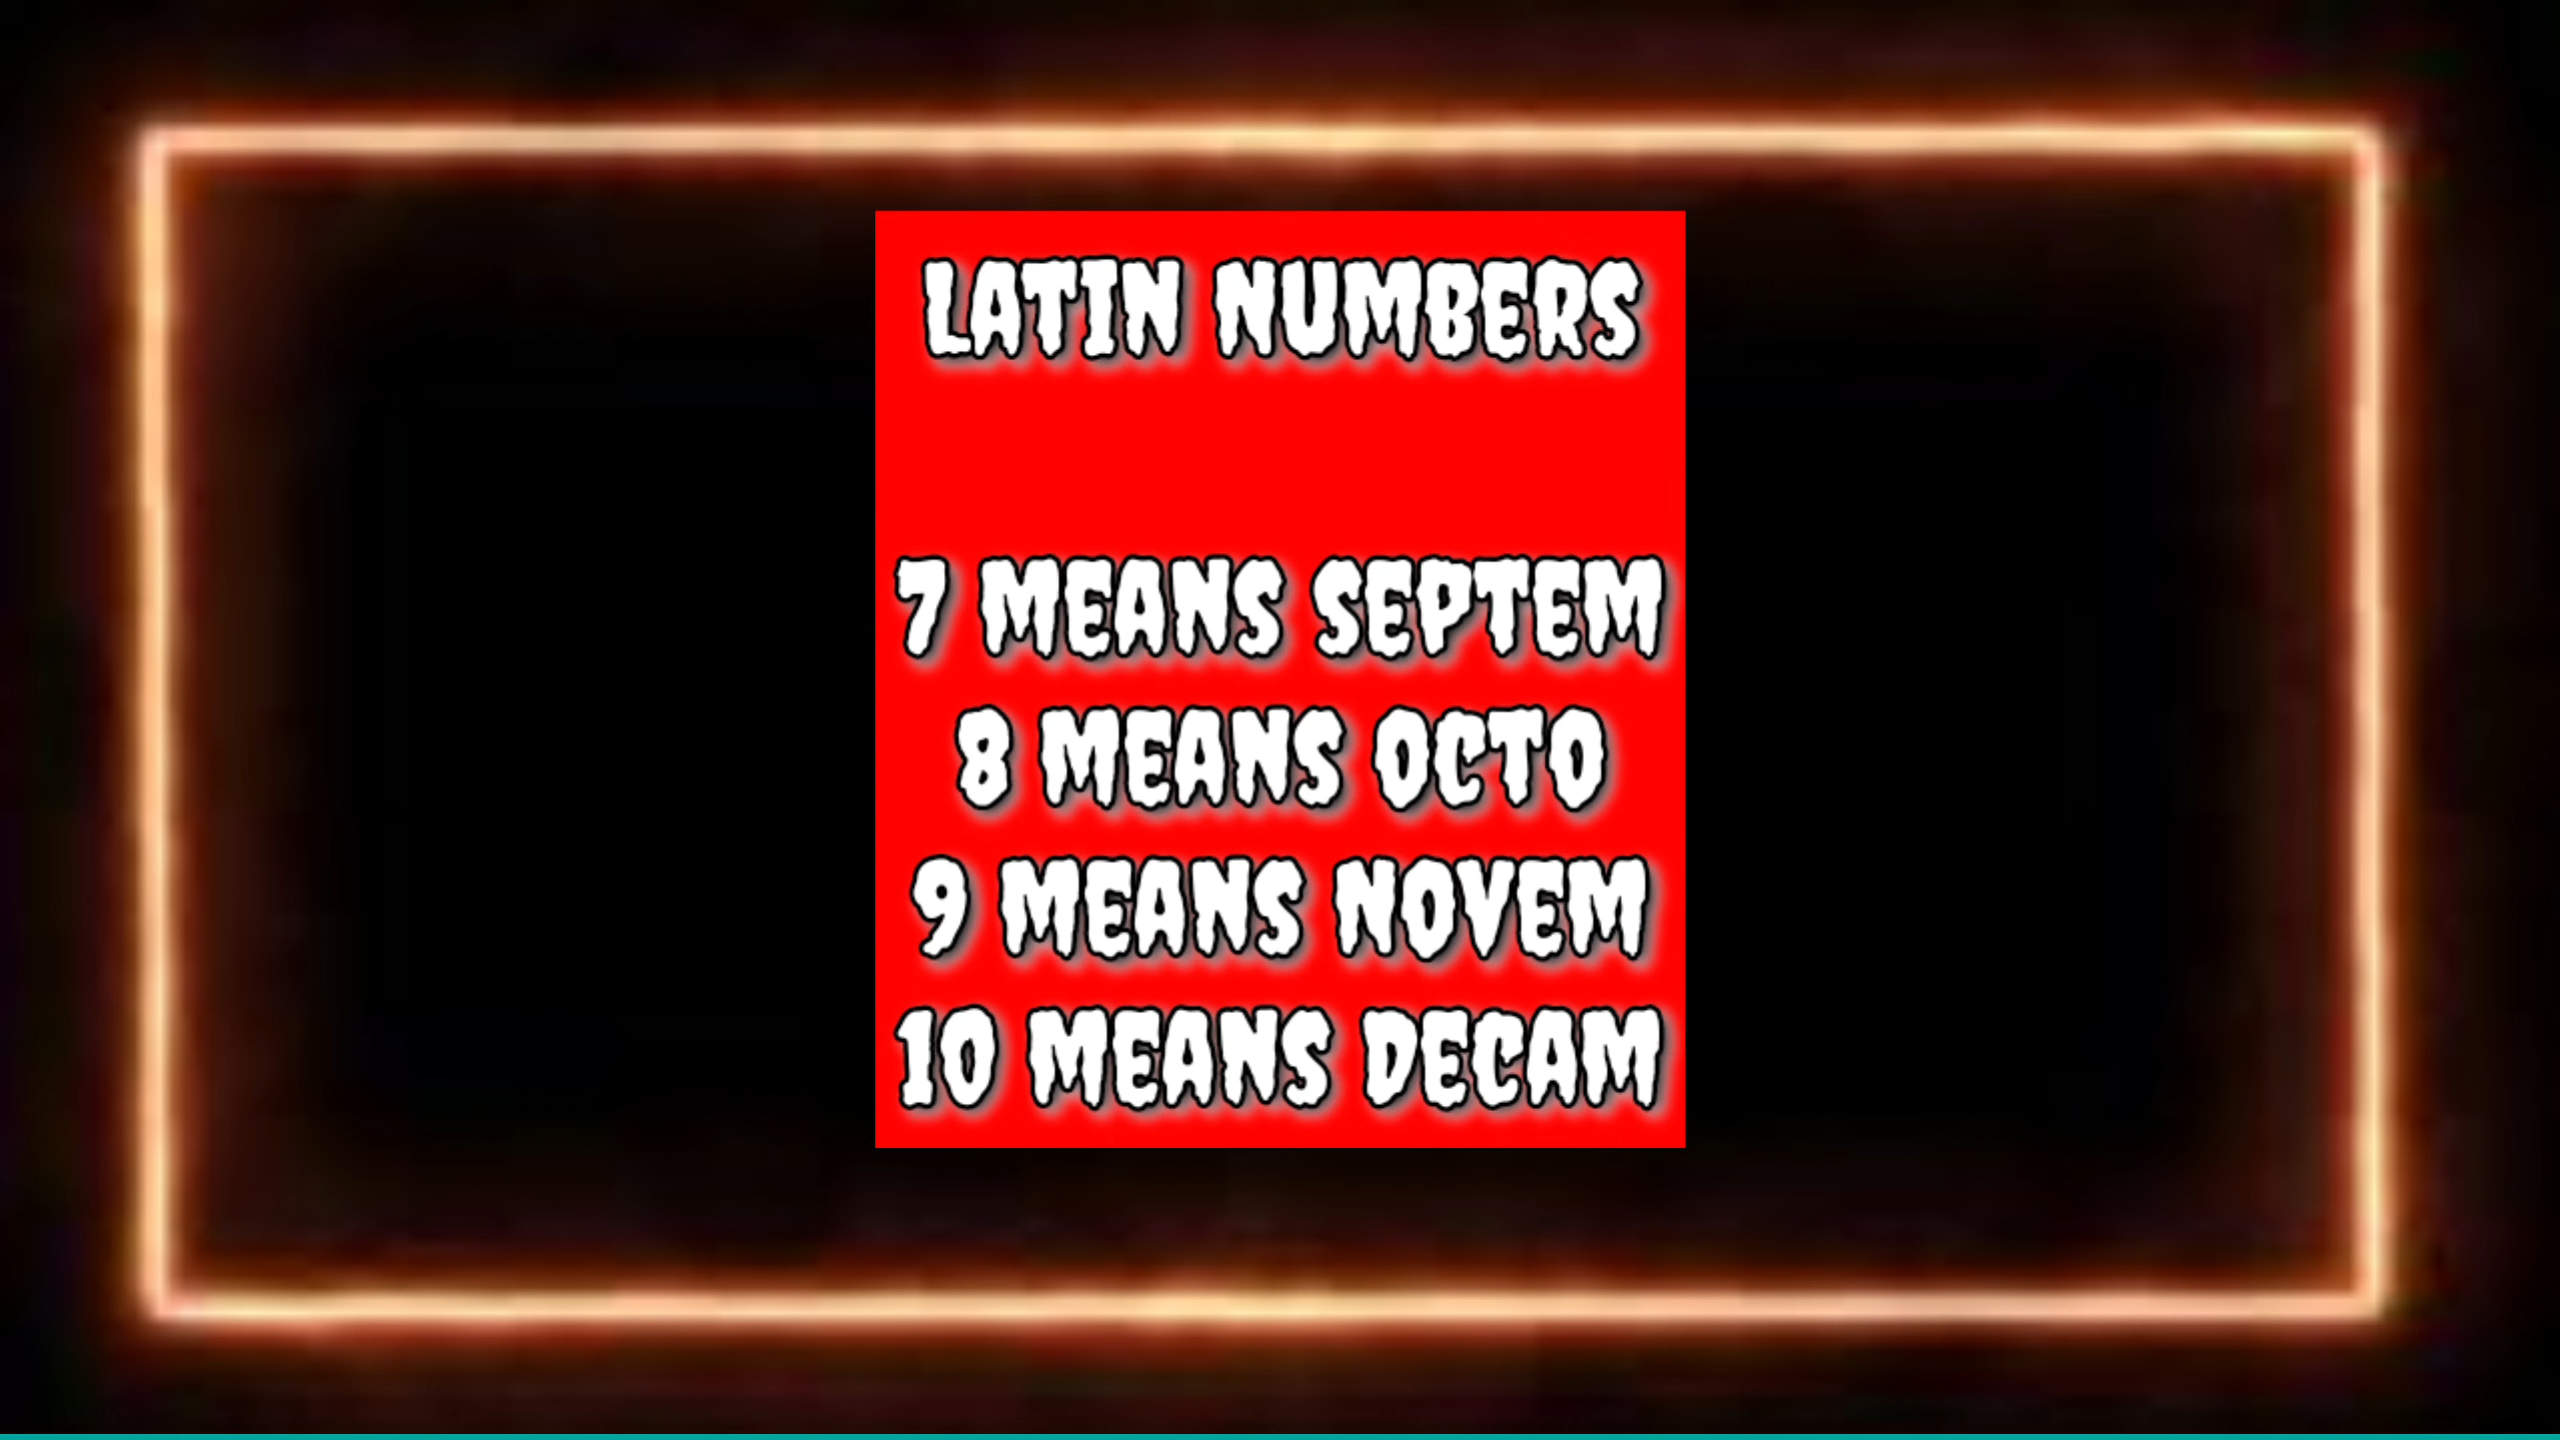 LATIN NUMBERS
7 MEANS SEPTEM
8 MEANS OCTO
9 MEANS NOVEM
10 MEANS DECAM